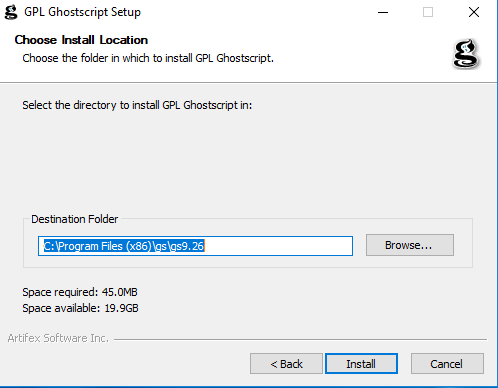 GPL Ghostscript Setup
Choose Install Location
Choose the folder in which to install GPL Ghostscript.
Select the directory to install GPL Ghostscript in:
Destination Folder
C:\Program Files (x86)\gs\gs9.26
Browse...
Space required: 45.0MB
Space available: 19.9GB
Artifex Software Inc.
< Back
Install
Cancel